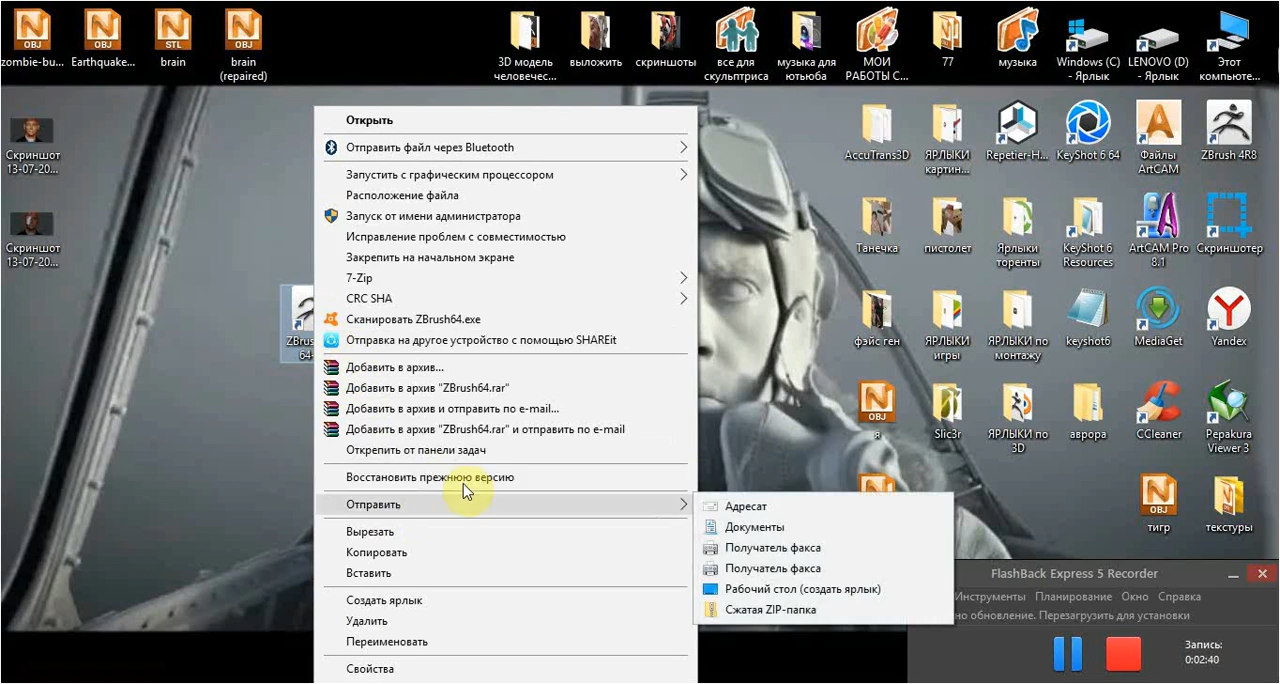 zombie-bu...
Earthquake...
brain
brain
(repaired)
3D модель
человечес...
выложить
скриншоты
все для
скульптриса
музыка для
ютьюба
МОИ
РАБОТЫ С...
77
музыка
Windows (C)
- Ярлык
LENOVO (D)
- Ярлык
Этот
компьюте...
Скриншот
13-07-20...
Скриншот
13-07-20...
ZBrus
64-
Открыть
Отправить файл через Bluetooth
Запустить с графическим процессором
Расположение файла
Запуск от имени администратора
Исправление проблем с совместимостью
Закрепить на начальном экране
7-Zip
CRC SHA
Сканировать ZBrush64.exe
Отправка на другое устройство с помощью SHAREit
Добавить в архив...
Добавить в архив "ZBrush64.rar"
Добавить в архив и отправить по e-mail...
Добавить в архив "ZBrush64.rar" и отправить по e-mail
Открепить от панели задач
Восстановить прежнюю версию
Отправить
Вырезать
Копировать
Вставить
Создать ярлык
Удалить
Переименовать
Свойства
Адресат
Документы
Получатель факса
Получатель факса
Рабочий стол (создать ярлык)
Сжатая ZIP-папка
AccuTrans3D
ЯРЛЫКИ
картин...
Repetier-H...
KeyShot 6 64
Файлы
ArtCAM
ZBrush 4R8
Танечка
пистолет
Ярлыки
торенты
KeyShot 6
Resources
ArtCAM Pro
8.1
Скриншотер
фэйс ген
ЯРЛЫКИ
игры
ЯРЛЫКИ по
монтажу
keyshot6
MediaGet
Yandex
я
Slic3r
ЯРЛЫКИ по
3D
аврора
CCleaner
Pepakura
Viewer 3
тигр
текстуры
FlashBack Express 5 Recorder
Инструменты Планирование Окно Справка
но обновление. Перезагрузить для установки
Запись:
0:02:40